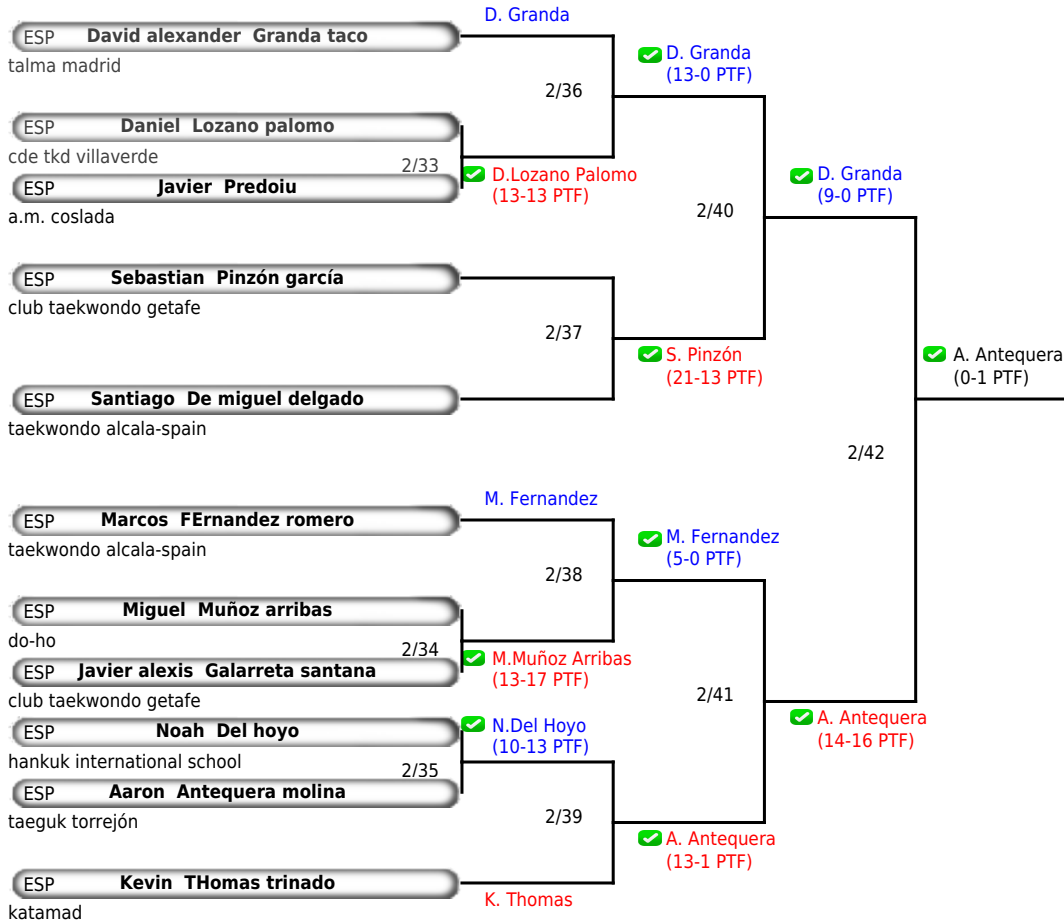 D. Granda
ESP David alexander Granda taco
talma madrid
D. Granda
(13-0 PTF)
2/36
ESP Daniel Lozano palomo
cde tkd villaverde
2/33
D.Lozano Palomo
(13-13 PTF)
ESP Javier Predoiu
a.m. coslada
D. Granda
(9-0 PTF)
2/40
ESP Sebastian Pinzón garcía
club taekwondo getafe
2/37
S. Pinzón
(21-13 PTF)
A. Antequera
(0-1 PTF)
ESP Santiago De miguel delgado
taekwondo alcala-spain
2/42
M. Fernandez
ESP Marcos FErnandez romero
taekwondo alcala-spain
M. Fernandez
(5-0 PTF)
2/38
ESP Miguel Muñoz arribas
do-ho
2/34
M.Muñoz Arribas
(13-17 PTF)
ESP Javier alexis Galarreta santana
club taekwondo getafe
2/41
A. Antequera
(14-16 PTF)
N.Del Hoyo
(10-13 PTF)
ESP Noah Del hoyo
hankuk international school
2/35
ESP Aaron Antequera molina
taeguk torrejón
2/39
A. Antequera
(13-1 PTF)
ESP Kevin THomas trinado
K. Thomas
katamad